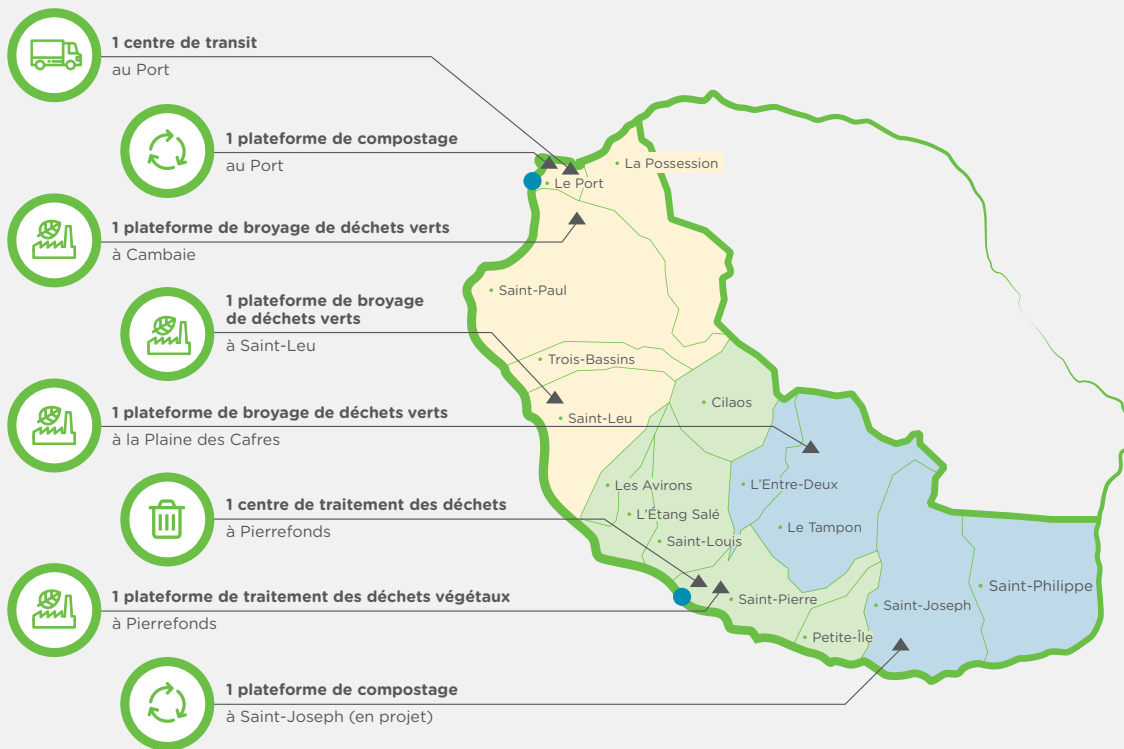 1 centre de transit
au Port
1 plateforme de compostage
au Port
1 plateforme de broyage de déchets verts
à Cambaie
1 plateforme de broyage
de déchets verts
à Saint-Leu
1 plateforme de broyage de déchets verts
à la Plaine des Cafres
1 centre de traitement des déchets
à Pierrefonds
1 plateforme de traitement des déchets végétaux
à Pierrefonds
1 plateforme de compostage
à Saint-Joseph (en projet)
La Possession
Le Port
Saint-Paul
Trois-Bassins
Cilaos
Saint-Leu
Les Avirons
L'Entre-Deux
L'Étang Salé
Le Tampon
Saint-Louis
Saint-Philippe
Saint-Pierre
Saint-Joseph
Petite-Île